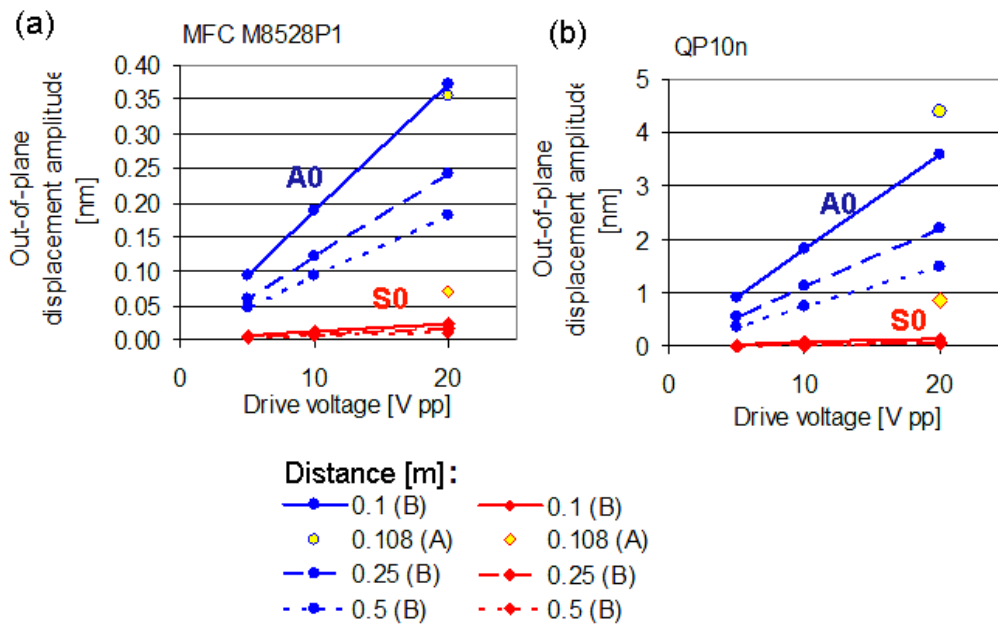 (a)
MFC M8528P1
Out-of-plane
displacement amplitude
[nm]
0.40
0.35
0.30
0.25
0.20
0.15
0.10
0.05
0.00
A0
S0
0
10
20
Drive voltage [V pp]
(b)
QP10n
Out-of-plane
displacement amplitude
[nm]
5
4
3
2
1
0
A0
S0
0
10
20
Drive voltage [V pp]
Distance [m] :
0.1 (B)
0.1 (B)
0.108 (A)
0.108 (A)
0.25 (B)
0.25 (B)
0.5 (B)
0.5 (B)